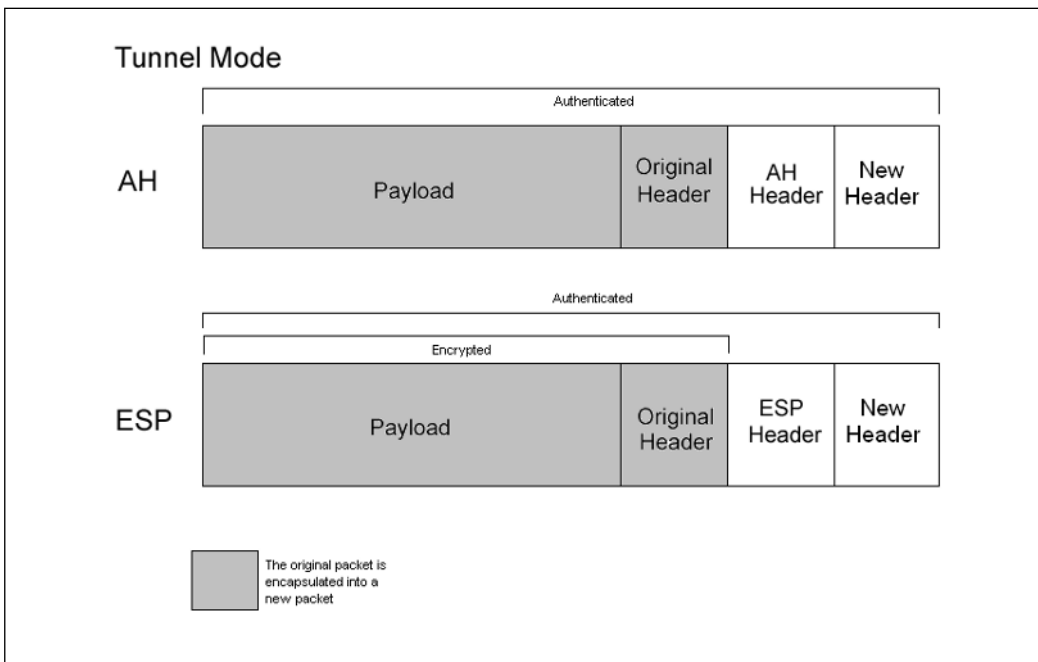 Tunnel Mode
Authenticated
AH
Payload
Original
Header
AH
Header
New
Header
Authenticated
Encrypted
ESP
Payload
Original
Header
ESP
Header
New
Header
The original packet is
encapsulated into a
new packet